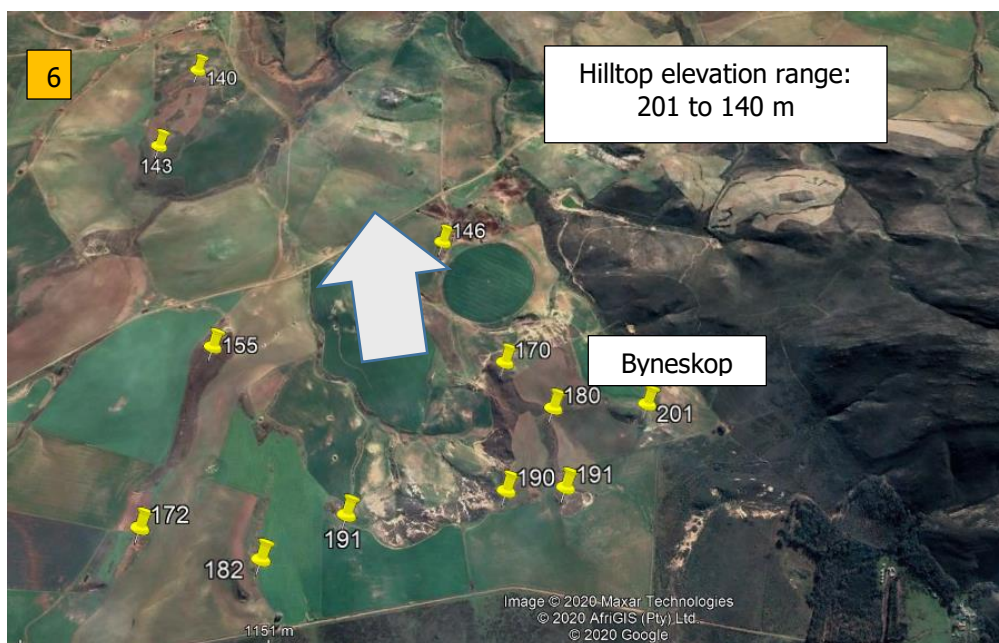 6
Hilltop elevation range:
201 to 140 m
140
143
146
155
170
Byneskop
180
201
190
191
172
191
182
1151 m
Image © 2020 Maxar Technologies
© 2020 AfriGIS (Pty) Ltd.
© 2020 Google